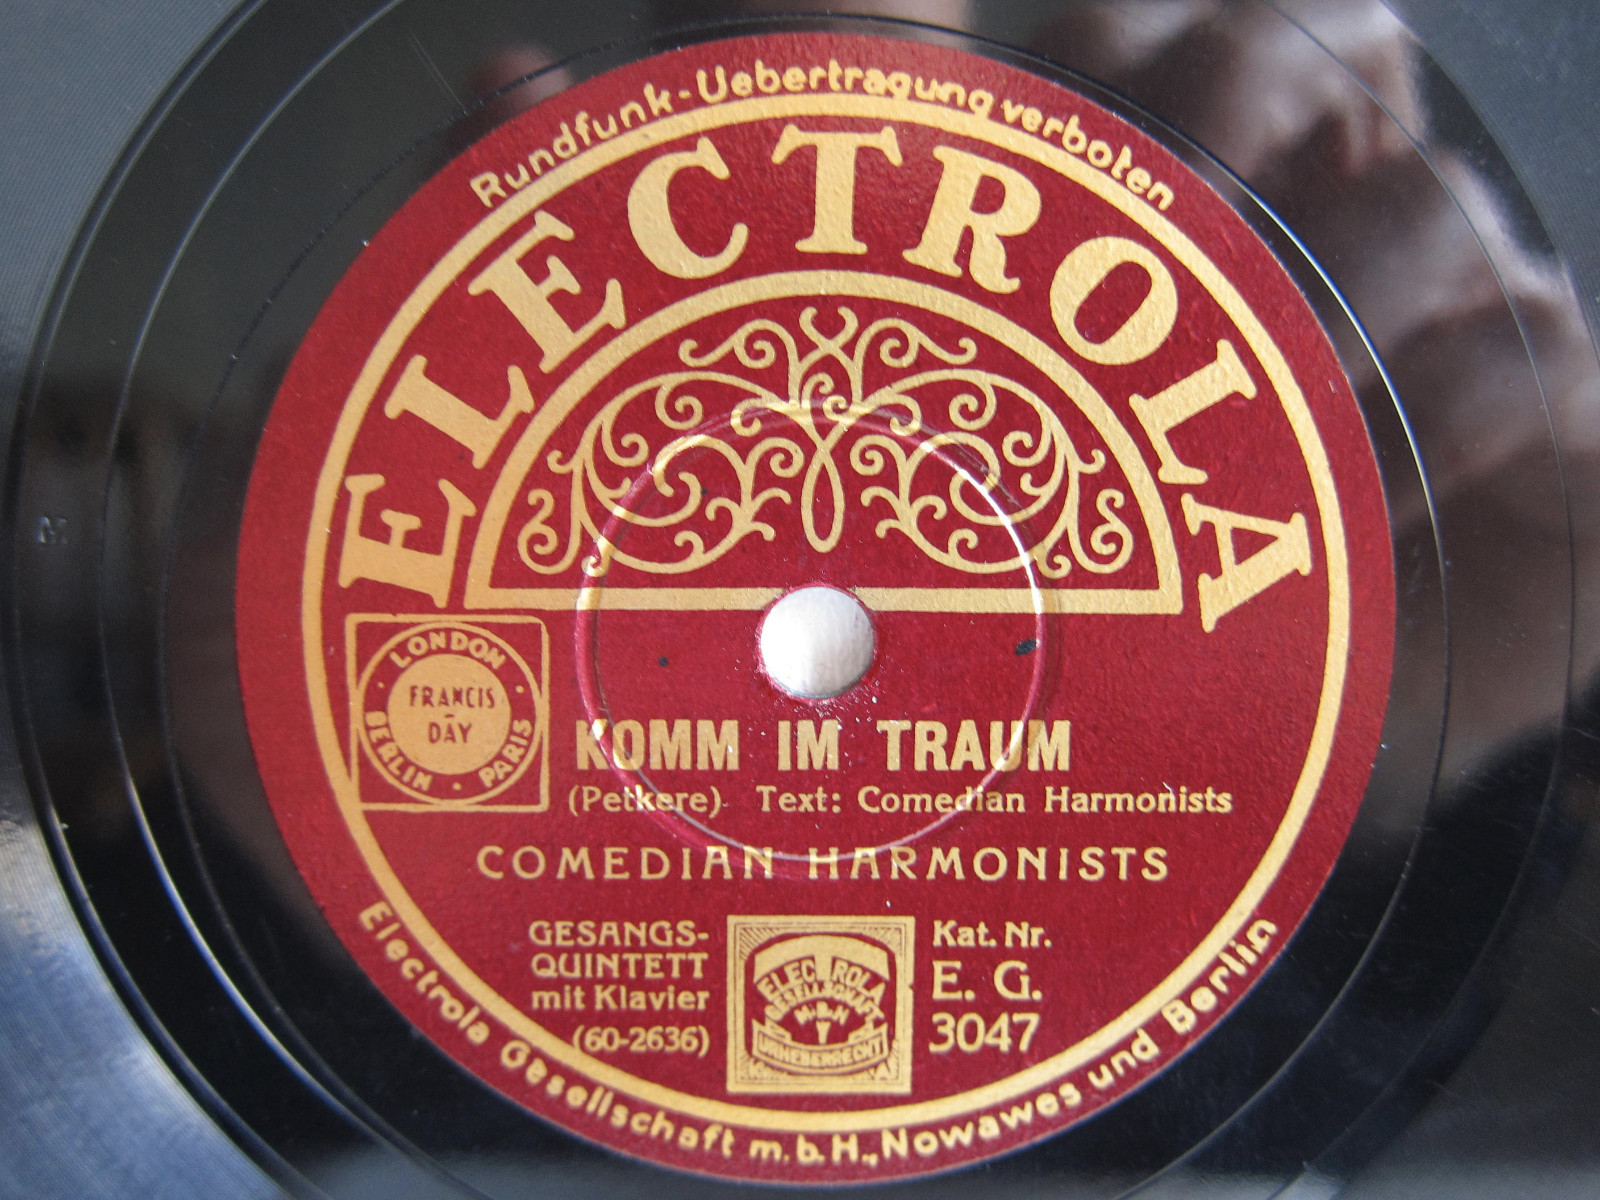 Rundfunk-Uebertragung verboten
ELECTROLA
LONDON
FRANCIS-
DAY
BERLIN · PARIS
KOMM IM TRAUM
(Petkere) Text: Comedian Harmonists
COMEDIAN HARMONISTS
GESANGS-
QUINTETT
mit Klavier
(60-2636)
ELECTROLA
GESELLSCHAFT
M.B.H
URHEBERRECHT
Kat. Nr.
E. G.
3047
Electrola Gesellschaft m.b.H., Nowawes und Berlin
M